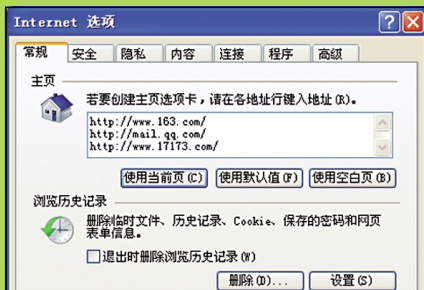 Internet 选项
常规 安全 隐私 内容 连接 程序 高级
主页
若要创建主页选项卡，请在各地址行键入地址(R)。
http://www.163.com/
http://mail.qq.com/
http://www.17173.com/
使用当前页(C) 使用默认值(F) 使用空白页(B)
浏览历史记录
删除临时文件、历史记录、Cookie、保存的密码和网页
表单信息。
退出时删除浏览历史记录(W)
删除(D)... 设置(S)